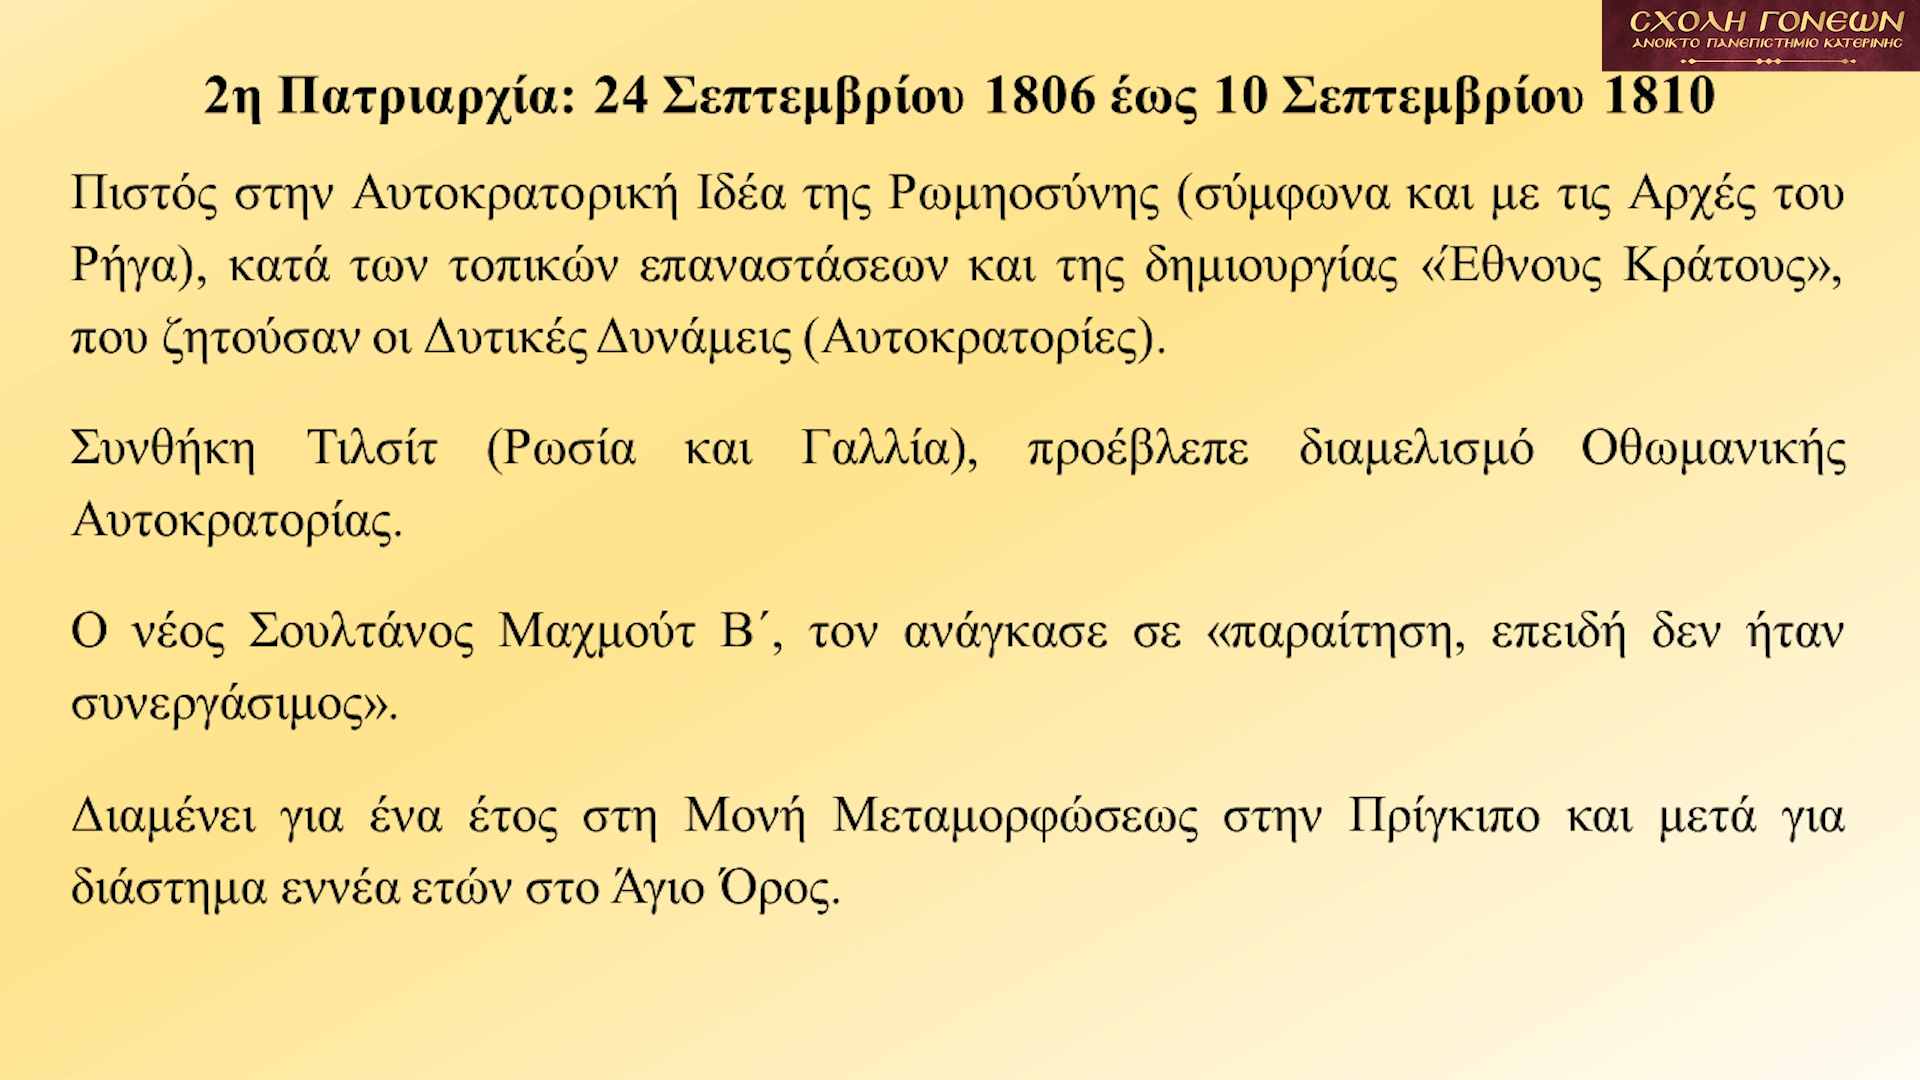 ΣΧΟΛΗ ΓΟΝΕΩΝ
ΑΝΟΙΚΤΟ ΠΑΝΕΠΙΣΤΗΜΙΟ ΚΑΤΕΡΙΝΗΣ
2η Πατριαρχία: 24 Σεπτεμβρίου 1806 έως 10 Σεπτεμβρίου 1810
Πιστός στην Αυτοκρατορική Ιδέα της Ρωμηοσύνης (σύμφωνα και με τις Αρχές του
Ρήγα), κατά των τοπικών επαναστάσεων και της δημιουργίας «Έθνους Κράτους»,
που ζητούσαν οι Δυτικές Δυνάμεις (Αυτοκρατορίες).
Συνθήκη Τιλσίτ (Ρωσία και Γαλλία), προέβλεπε διαμελισμό Οθωμανικής
Αυτοκρατορίας.
Ο νέος Σουλτάνος Μαχμούτ Β΄, τον ανάγκασε σε «παραίτηση, επειδή δεν ήταν
συνεργάσιμος».
Διαμένει για ένα έτος στη Μονή Μεταμορφώσεως στην Πρίγκιπο και μετά για
διάστημα εννέα ετών στο Άγιο Όρος.